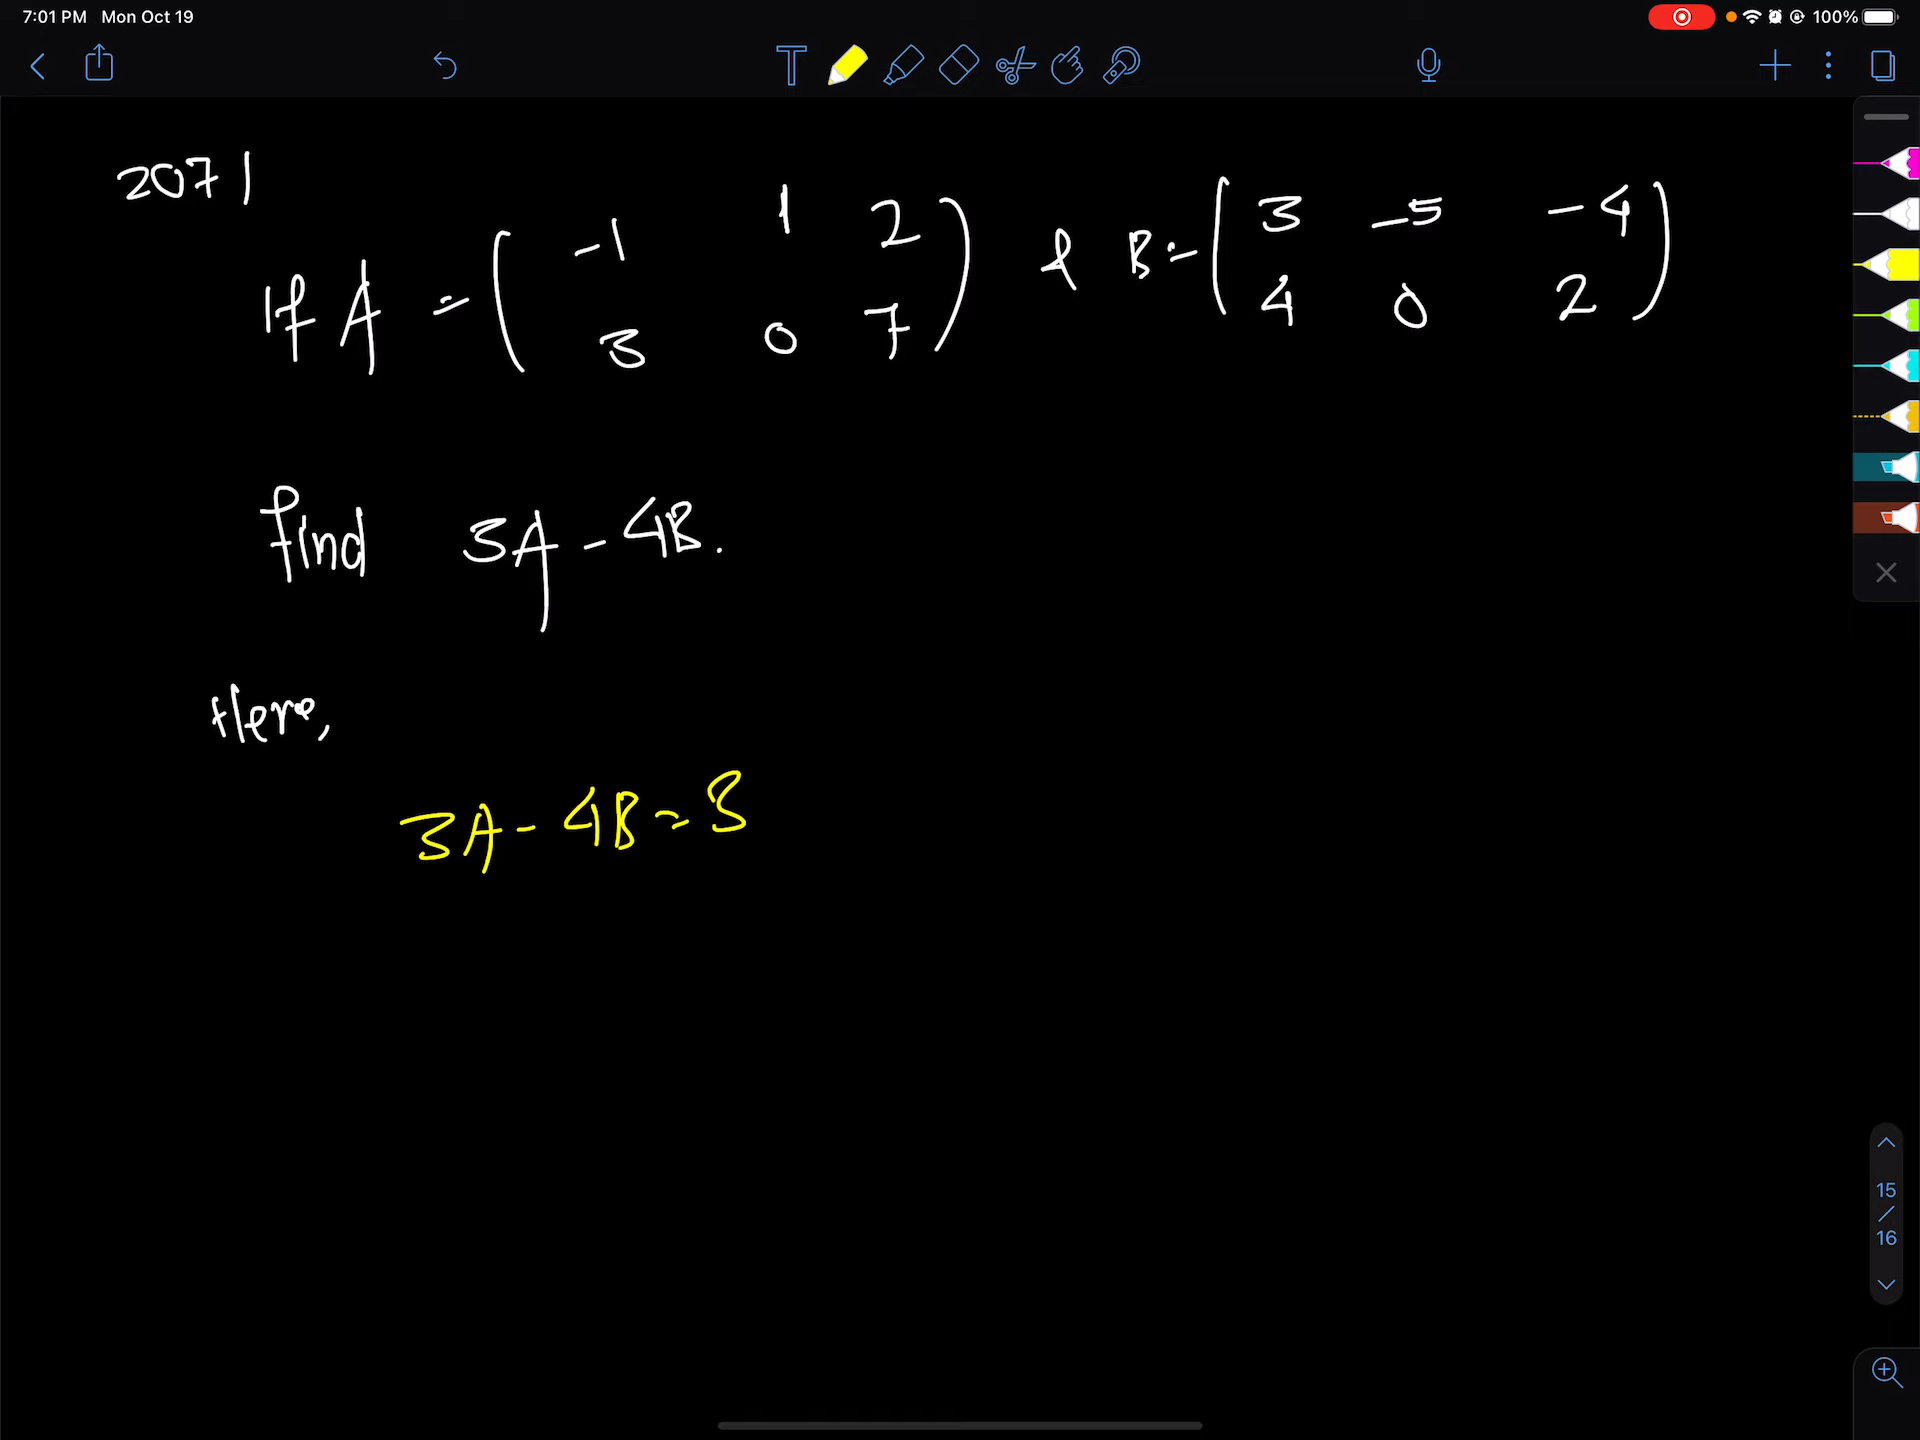 7:01 PM Mon Oct 19 100%
2071
If A = ( -1 1 2 ) & B = ( 3 -5 -4 )
3 0 7 4 0 2
find 3A - 4B.
Here,
3A - 4B = 3
15
/
16